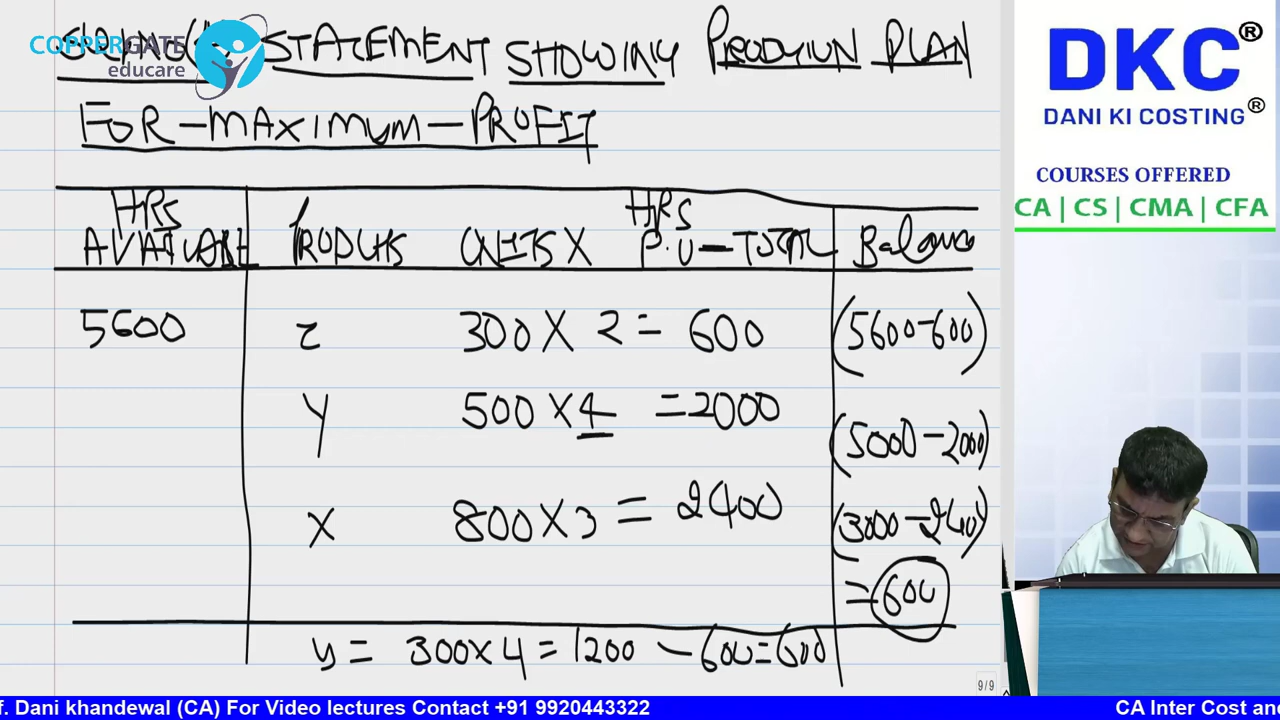 COPPERGATE
educare
STATEMENT SHOWING PRODUCTION PLAN
FOR-MAXIMUM-PROFIT
HRS AVAILABLE PRODUCTS UNITS X HRS P.U-TOTAL Balance
5600 Z 300 X 2 = 600 (5600-600)
Y 500 X 4 = 2000 (5000-2000)
X 800 X 3 = 2400 (3000-2400)
= 600
y = 300 X 4 = 1200 - 600 = 600
9/9
DKC®
DANI KI COSTING®
COURSES OFFERED
CA | CS | CMA | CFA
f. Dani khandewal (CA) For Video lectures Contact +91 9920443322 CA Inter Cost and